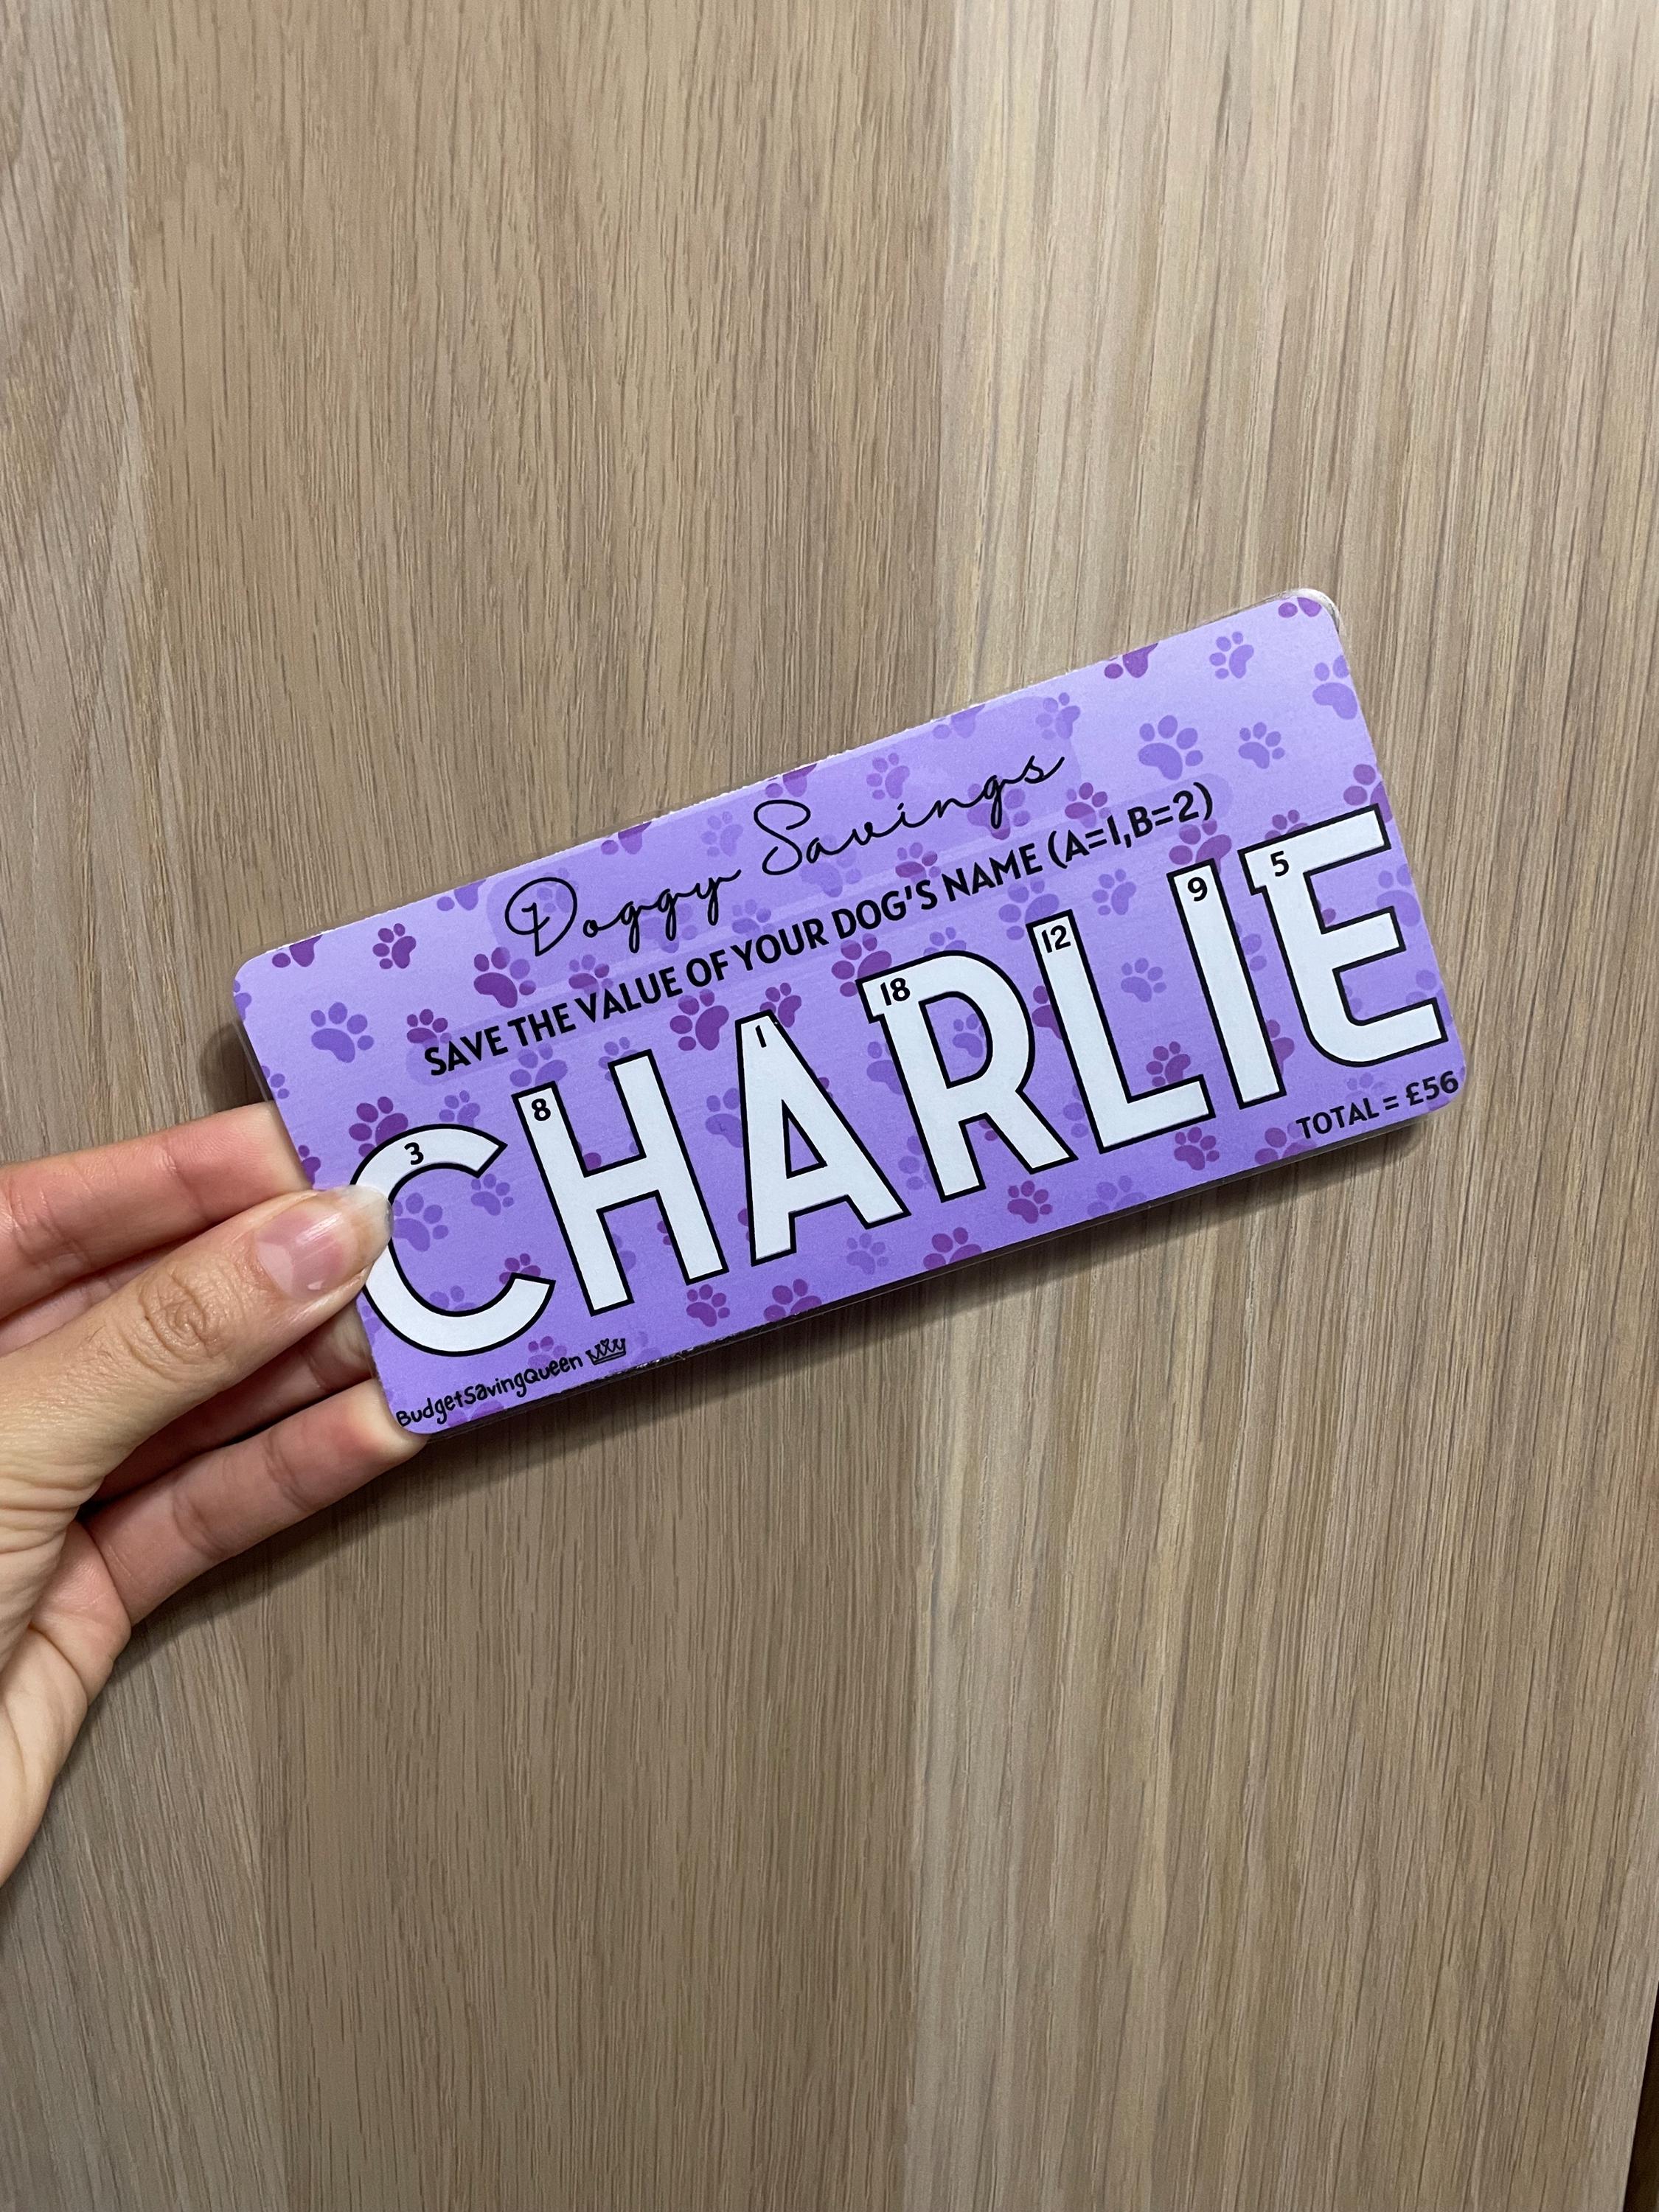 Doggy Savings
SAVE THE VALUE OF YOUR DOG'S NAME (A=1,B=2)
3 8 1 18 12 9 5
CHARLIE
TOTAL = £56
BudgetSavingQueen